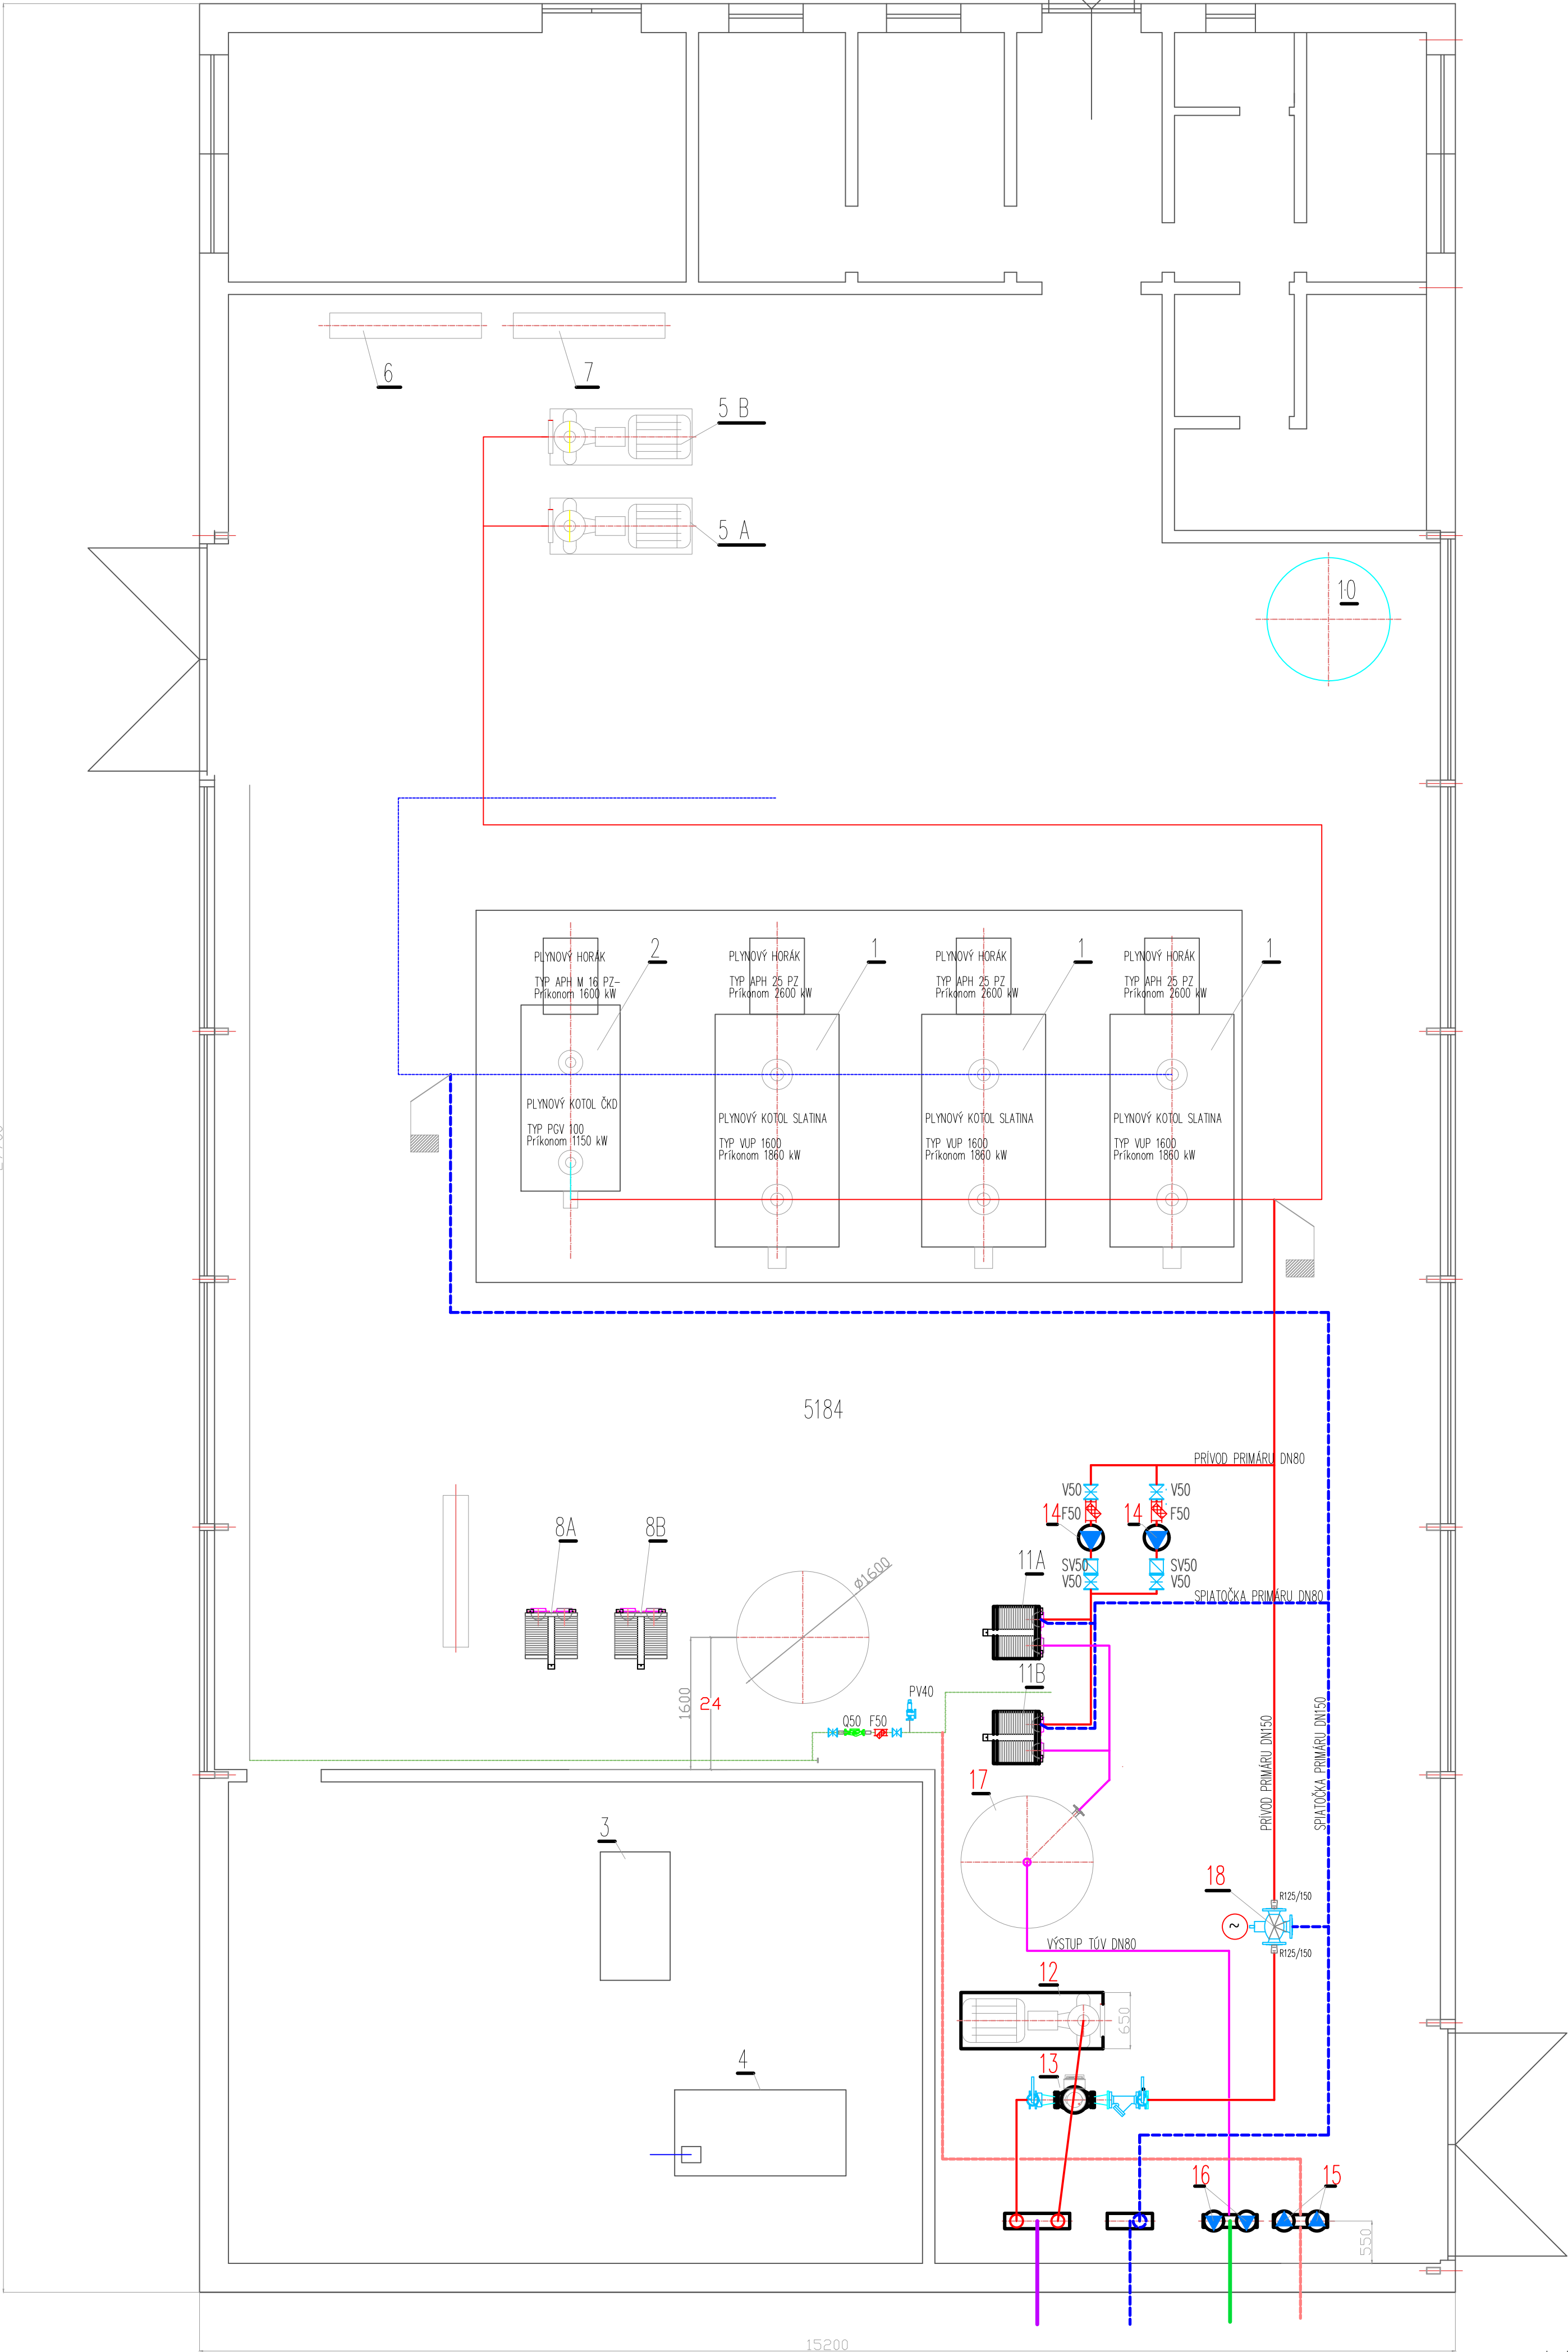 6
7
5 B
5 A
10
2
1
1
1
PLYNOVÝ HORÁK
TYP APH M 16 PZ-
Príkonom 1600 kW
PLYNOVÝ HORÁK
TYP APH 25 PZ
Príkonom 2600 kW
PLYNOVÝ HORÁK
TYP APH 25 PZ
Príkonom 2600 kW
PLYNOVÝ HORÁK
TYP APH 25 PZ
Príkonom 2600 kW
PLYNOVÝ KOTOL ČKD
TYP PGV 100
Príkonom 1150 kW
PLYNOVÝ KOTOL SLATINA
TYP VUP 1600
Príkonom 1860 kW
PLYNOVÝ KOTOL SLATINA
TYP VUP 1600
Príkonom 1860 kW
PLYNOVÝ KOTOL SLATINA
TYP VUP 1600
Príkonom 1860 kW
5184
PRÍVOD PRIMÁRU DN80
V50
V50
14
F50
14
F50
8A
8B
11A
SV50
SV50
V50
V50
Ø1600
SPIATOČKA PRIMÁRU DN80
11B
1600
24
PV40
Q50
F50
PRÍVOD PRIMÁRU DN150
SPIATOČKA PRIMÁRU DN150
17
3
18
R125/150
~
R125/150
VÝSTUP TÚV DN80
12
650
13
4
16
15
550
15200